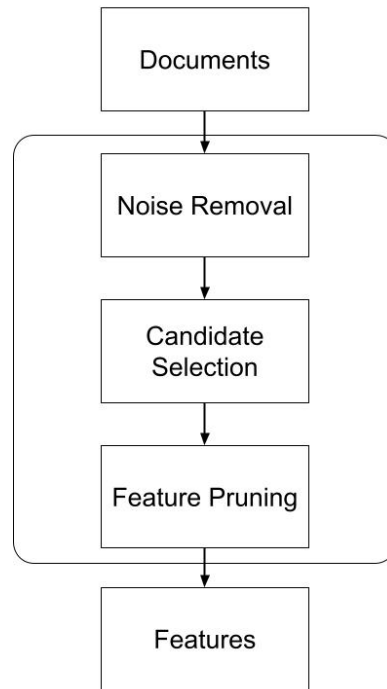 Documents
Noise Removal
Candidate
Selection
Feature Pruning
Features